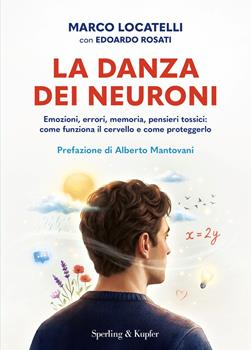 MARCO LOCATELLI
con EDOARDO ROSATI
LA DANZA
DEI NEURONI
Emozioni, errori, memoria, pensieri tossici:
come funziona il cervello e come proteggerlo
Prefazione di Alberto Mantovani
x = 2y
Sperling & Kupfer